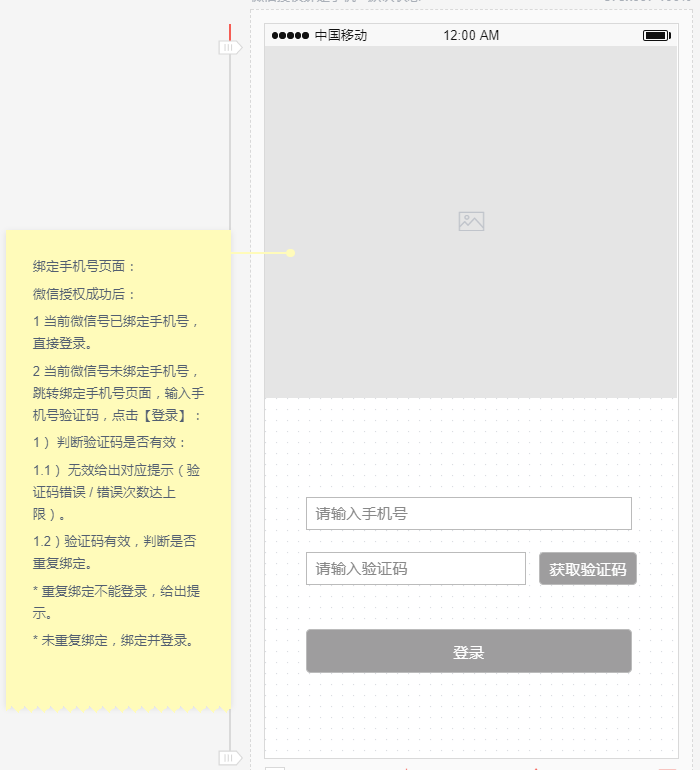 中国移动
12:00 AM
绑定手机号页面：
微信授权成功后：
1 当前微信号已绑定手机号，
直接登录。
2 当前微信号未绑定手机号，
跳转绑定手机号页面，输入手
机号验证码，点击【登录】：
1） 判断验证码是否有效：
1.1） 无效给出对应提示（验
证码错误 / 错误次数达上
限）。
1.2）验证码有效，判断是否
重复绑定。
* 重复绑定不能登录，给出提
示。
* 未重复绑定，绑定并登录。
请输入手机号
请输入验证码
获取验证码
登录